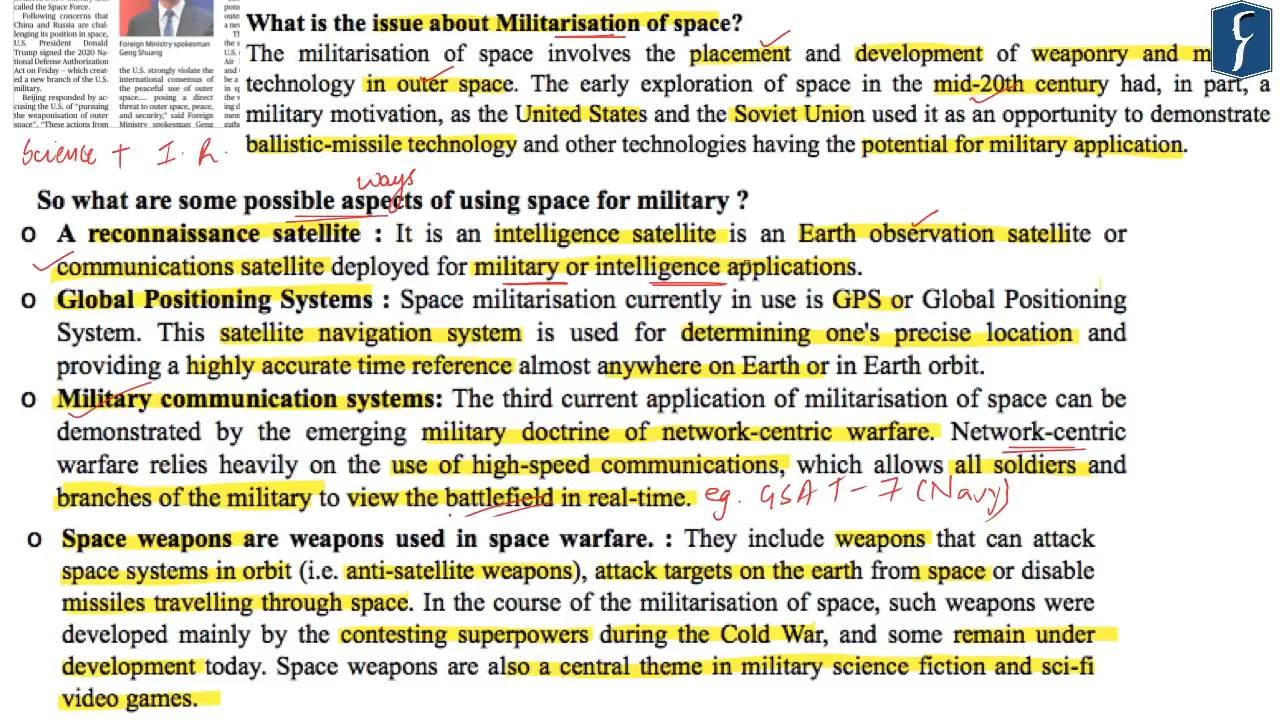 called the Space Force.
Following concerns that
China and Russia are chal-
lenging its position in space,
U.S. President Donald
Trump signed the 2020 Na-
tional Defense Authorization
Act on Friday – which creat-
ed a new branch of the U.S.
military.
Beijing responded by ac-
cusing the U.S. of "pursuing
the weaponisation of outer
space". "These actions from
Foreign Ministry spokesman
Geng Shuang
the U.S. strongly violate the
international consensus of
the peaceful use of outer
space.... posing a direct
threat to outer space, peace,
and security," said Foreign
Ministry spokesman Geng
Science + I.R.
What is the issue about Militarisation of space?
The militarisation of space involves the placement and development of weaponry and
technology in outer space. The early exploration of space in the mid-20th century had, in part, a
military motivation, as the United States and the Soviet Union used it as an opportunity to demonstrate
ballistic-missile technology and other technologies having the potential for military application.
ways
So what are some possible aspects of using space for military ?
o A reconnaissance satellite : It is an intelligence satellite is an Earth observation satellite or
communications satellite deployed for military or intelligence applications.
o Global Positioning Systems : Space militarisation currently in use is GPS or Global Positioning
System. This satellite navigation system is used for determining one's precise location and
providing a highly accurate time reference almost anywhere on Earth or in Earth orbit.
o Military communication systems: The third current application of militarisation of space can be
demonstrated by the emerging military doctrine of network-centric warfare. Network-centric
warfare relies heavily on the use of high-speed communications, which allows all soldiers and
branches of the military to view the battlefield in real-time. eg. GSAT-7 (Navy)
o Space weapons are weapons used in space warfare. : They include weapons that can attack
space systems in orbit (i.e. anti-satellite weapons), attack targets on the earth from space or disable
missiles travelling through space. In the course of the militarisation of space, such weapons were
developed mainly by the contesting superpowers during the Cold War, and some remain under
development today. Space weapons are also a central theme in military science fiction and sci-fi
video games.